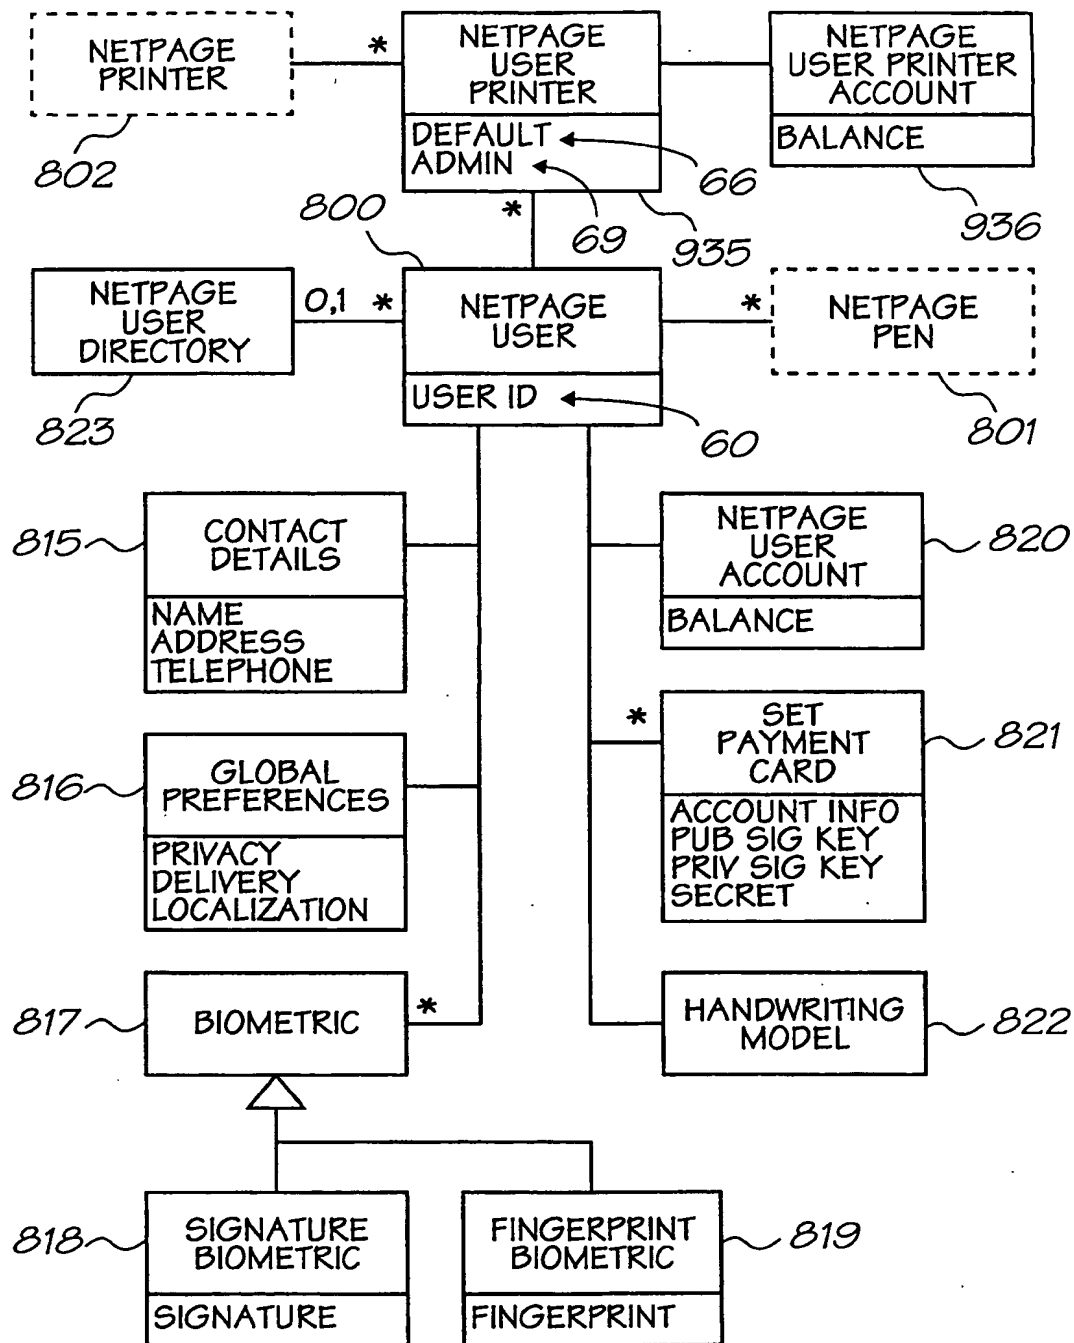 NETPAGE
PRINTER
*
NETPAGE
USER
PRINTER
NETPAGE
USER PRINTER
ACCOUNT
DEFAULT
ADMIN
BALANCE
802
66
69
935
936
800
*
NETPAGE
USER
DIRECTORY
0,1
*
NETPAGE
USER
*
NETPAGE
PEN
USER ID
823
60
801
815
CONTACT
DETAILS
NAME
ADDRESS
TELEPHONE
NETPAGE
USER
ACCOUNT
820
BALANCE
816
GLOBAL
PREFERENCES
PRIVACY
DELIVERY
LOCALIZATION
*
SET
PAYMENT
CARD
821
ACCOUNT INFO
PUB SIG KEY
PRIV SIG KEY
SECRET
817
BIOMETRIC
*
HANDWRITING
MODEL
822
818
SIGNATURE
BIOMETRIC
SIGNATURE
FINGERPRINT
BIOMETRIC
819
FINGERPRINT